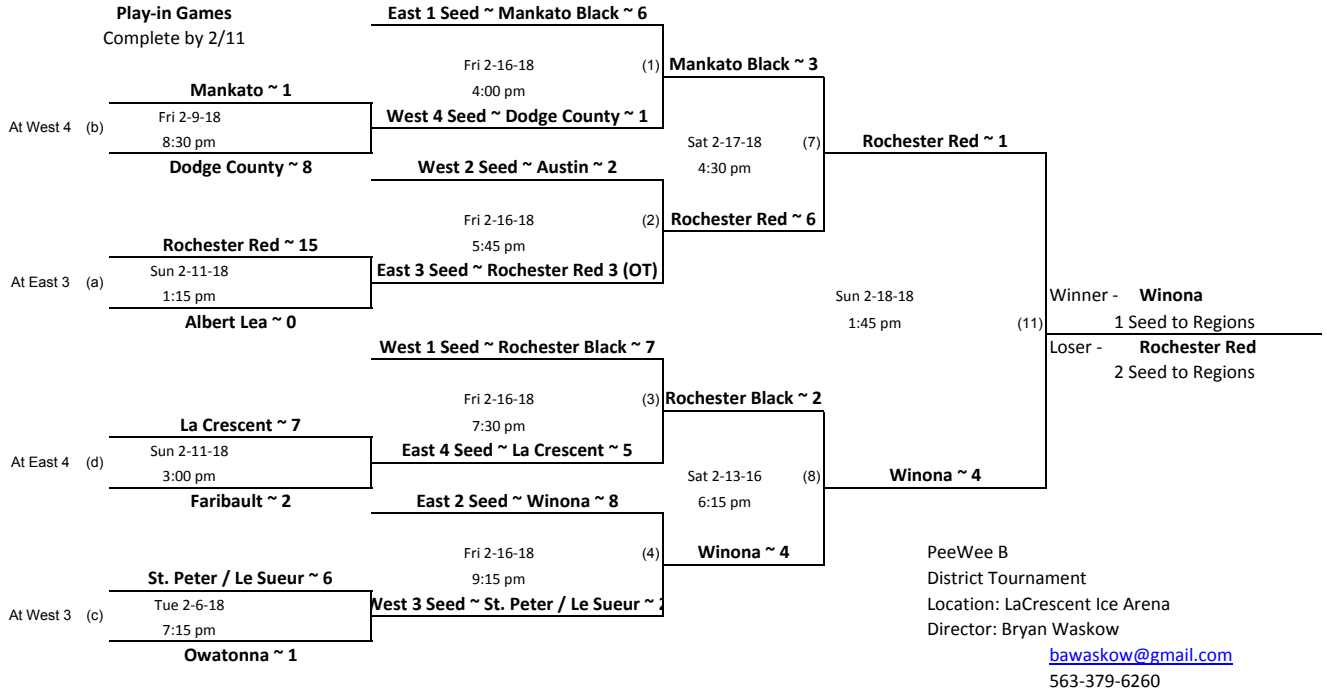 Play-in Games
Complete by 2/11
East 1 Seed ~ Mankato Black ~ 6
Fri 2-16-18 (1)
4:00 pm
Mankato Black ~ 3
Mankato ~ 1
At West 4 (b)
Fri 2-9-18
8:30 pm
West 4 Seed ~ Dodge County ~ 1
Dodge County ~ 8
Sat 2-17-18 (7)
4:30 pm
Rochester Red ~ 1
West 2 Seed ~ Austin ~ 2
Fri 2-16-18 (2)
5:45 pm
Rochester Red ~ 6
Rochester Red ~ 15
At East 3 (a)
Sun 2-11-18
1:15 pm
East 3 Seed ~ Rochester Red 3 (OT)
Albert Lea ~ 0
Sun 2-18-18
1:45 pm (11)
Winner - Winona
1 Seed to Regions
Loser - Rochester Red
2 Seed to Regions
West 1 Seed ~ Rochester Black ~ 7
Fri 2-16-18 (3)
7:30 pm
Rochester Black ~ 2
La Crescent ~ 7
At East 4 (d)
Sun 2-11-18
3:00 pm
East 4 Seed ~ La Crescent ~ 5
Faribault ~ 2
Sat 2-13-16 (8)
6:15 pm
Winona ~ 4
East 2 Seed ~ Winona ~ 8
Fri 2-16-18 (4)
9:15 pm
Winona ~ 4
St. Peter / Le Sueur ~ 6
At West 3 (c)
Tue 2-6-18
7:15 pm
West 3 Seed ~ St. Peter / Le Sueur ~
Owatonna ~ 1
PeeWee B
District Tournament
Location: LaCrescent Ice Arena
Director: Bryan Waskow
bawaskow@gmail.com
563-379-6260